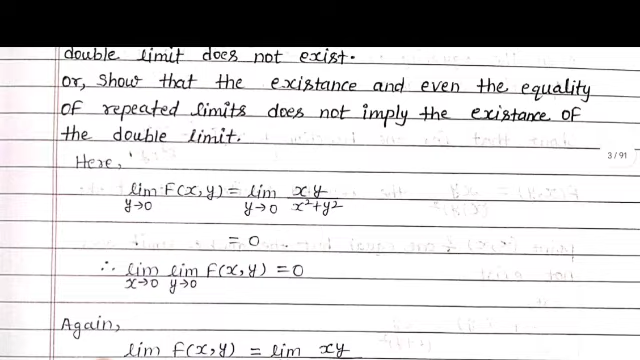 double limit does not exist.
or, show that the existance and even the equality
of repeated limits does not imply the existance of
the double limit.
Here,
lim F(x,y) = lim xy
y→0 y→0 x²+y²
= 0
∴ lim lim F(x,y) = 0
x→0 y→0
Again,
lim F(x,y) = lim xy
3/91